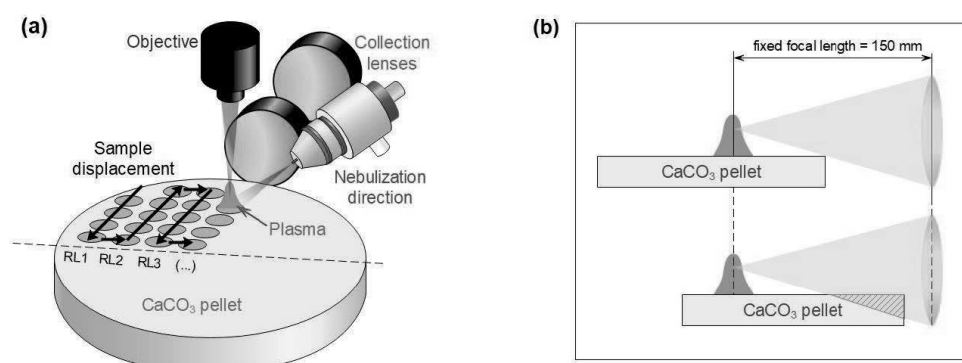 (a)
Objective
Collection
lenses
Sample
displacement
Nebulization
direction
Plasma
RL1 RL2 RL3 (...)
CaCO₃ pellet
(b)
fixed focal length = 150 mm
CaCO₃ pellet
CaCO₃ pellet